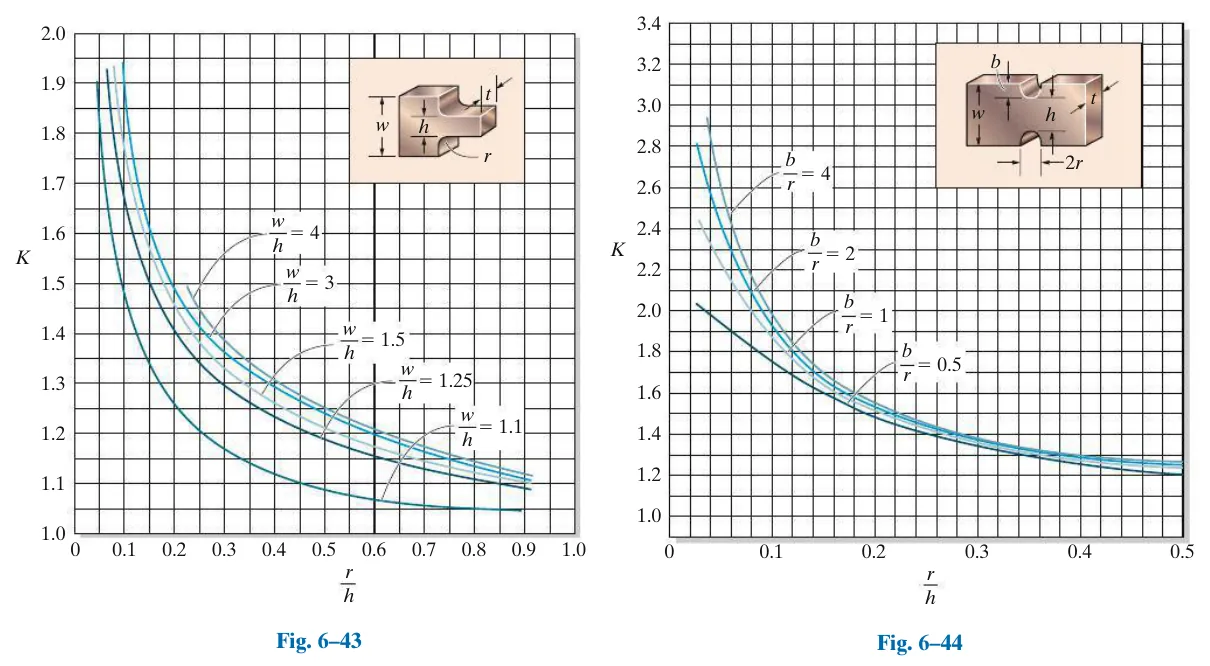 2.0
1.9
1.8
1.7
1.6
1.5
1.4
1.3
1.2
1.1
1.0
K
0 0.1 0.2 0.3 0.4 0.5 0.6 0.7 0.8 0.9 1.0
r
h
w
h
t
r
w/h = 4
w/h = 3
w/h = 1.5
w/h = 1.25
w/h = 1.1
Fig. 6–43
3.4
3.2
3.0
2.8
2.6
2.4
2.2
2.0
1.8
1.6
1.4
1.2
1.0
K
0 0.1 0.2 0.3 0.4 0.5
r
h
b
w
h
t
2r
b/r = 4
b/r = 2
b/r = 1
b/r = 0.5
Fig. 6–44